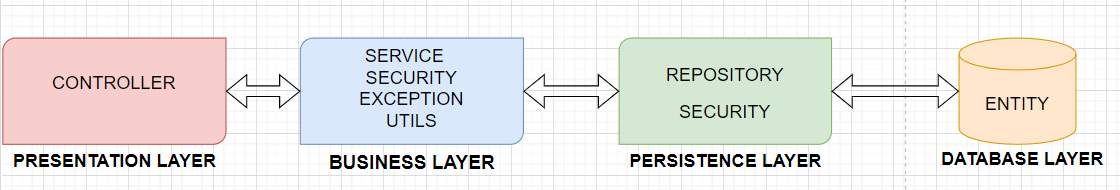 CONTROLLER
PRESENTATION LAYER
SERVICE
SECURITY
EXCEPTION
UTILS
BUSINESS LAYER
REPOSITORY
SECURITY
PERSISTENCE LAYER
ENTITY
DATABASE LAYER